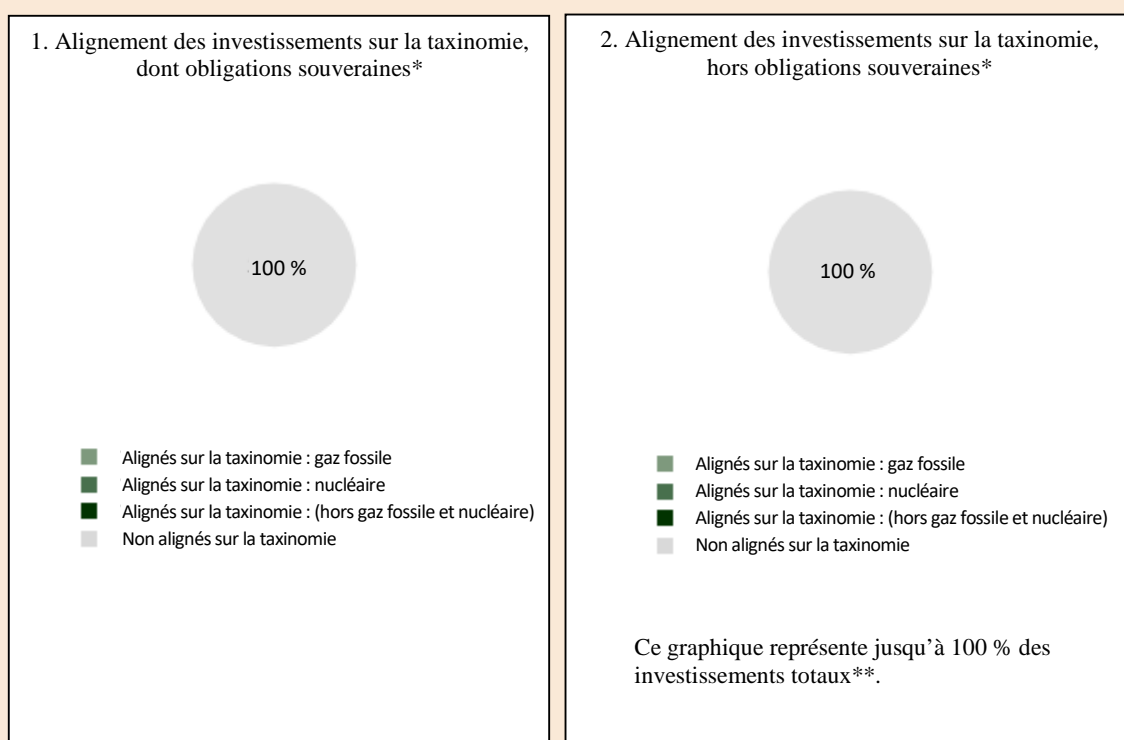 1. Alignement des investissements sur la taxinomie,
dont obligations souveraines*
100 %
Alignés sur la taxinomie : gaz fossile
Alignés sur la taxinomie : nucléaire
Alignés sur la taxinomie : (hors gaz fossile et nucléaire)
Non alignés sur la taxinomie
2. Alignement des investissements sur la taxinomie,
hors obligations souveraines*
100 %
Alignés sur la taxinomie : gaz fossile
Alignés sur la taxinomie : nucléaire
Alignés sur la taxinomie : (hors gaz fossile et nucléaire)
Non alignés sur la taxinomie
Ce graphique représente jusqu’à 100 % des
investissements totaux**.